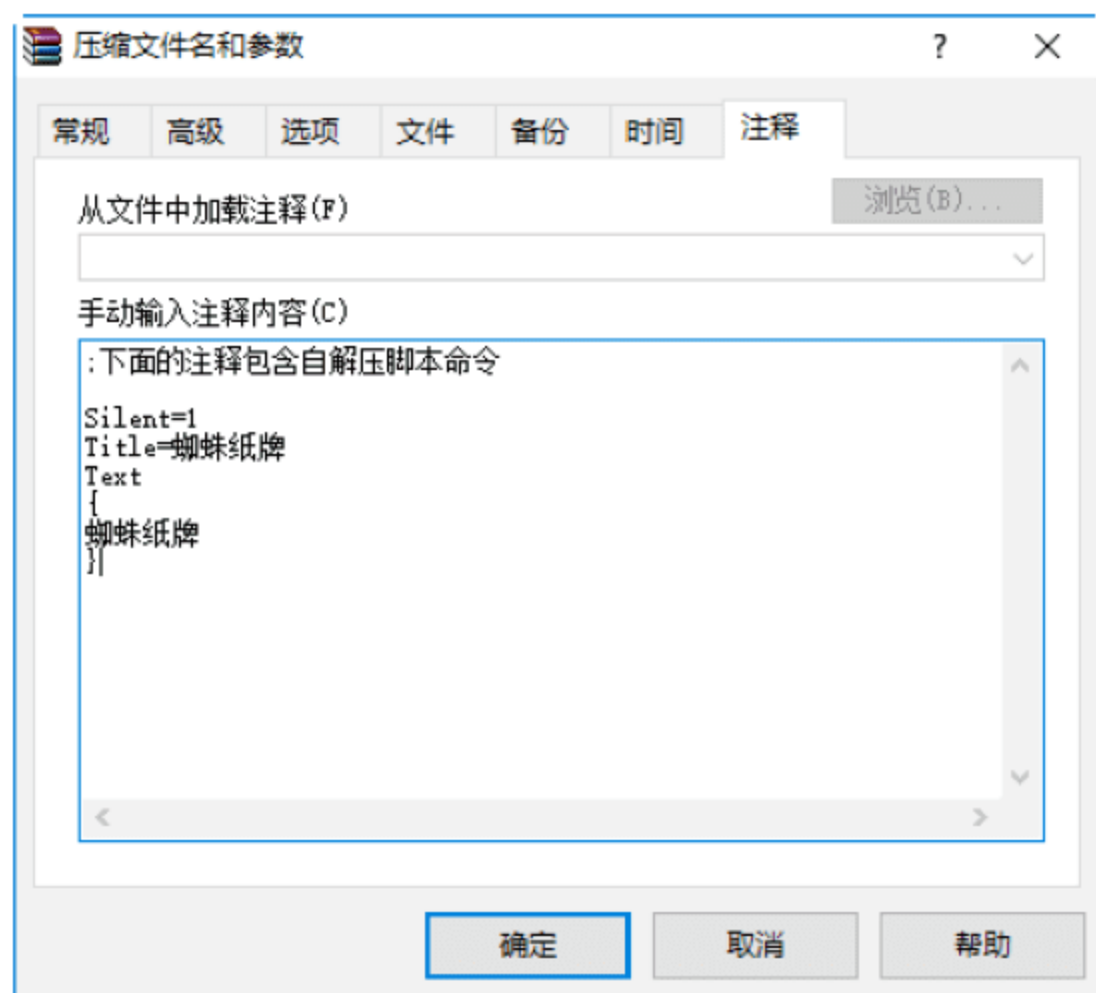 压缩文件名和参数
常规 高级 选项 文件 备份 时间 注释
从文件中加载注释(F)
浏览(B)...
手动输入注释内容(C)
;下面的注释包含自解压脚本命令
Silent=1
Title=蜘蛛纸牌
Text
{
蜘蛛纸牌
}
确定 取消 帮助